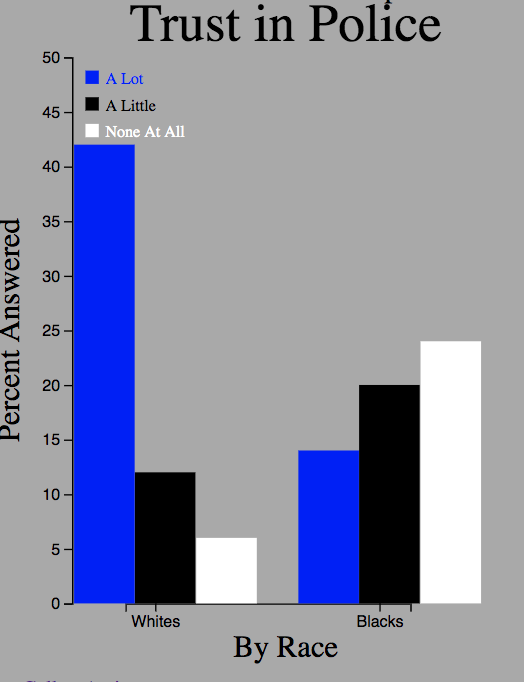 Trust in Police
50
A Lot
45
A Little
None At All
40
35
30
25
20
15
10
5
0
Percent Answered
Whites
Blacks
By Race